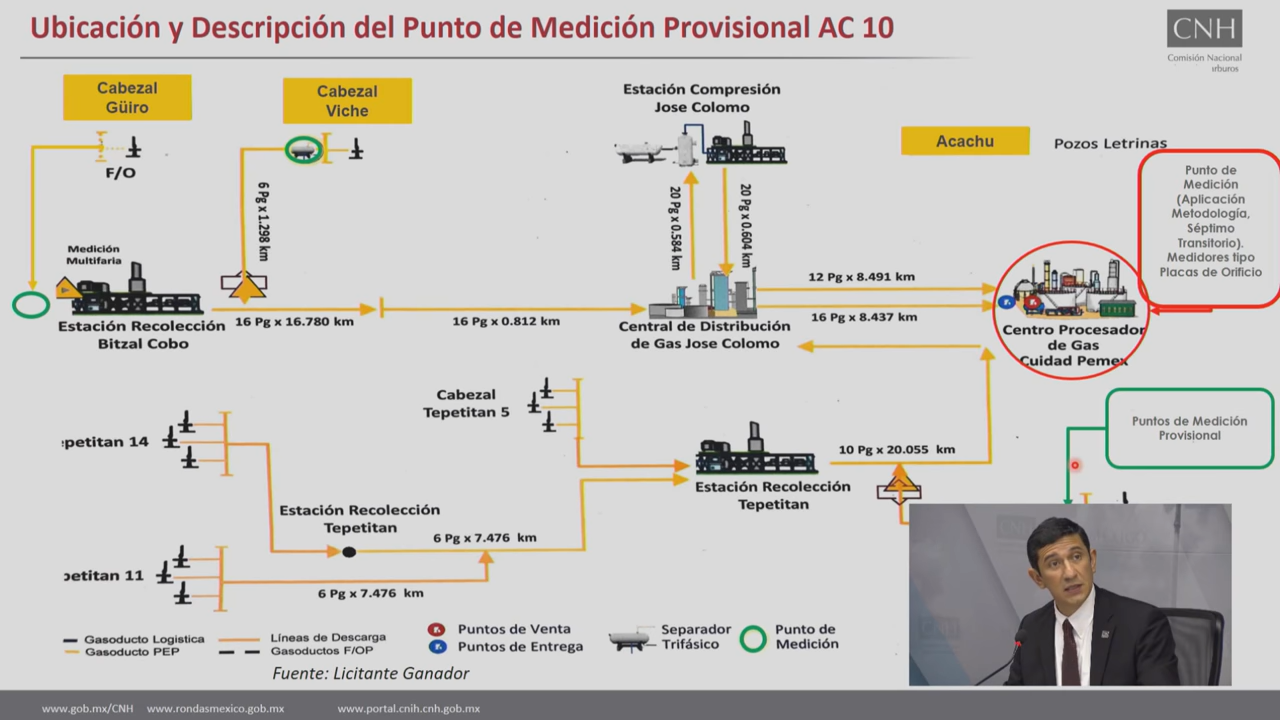 Ubicación y Descripción del Punto de Medición Provisional AC 10
CNH
Comisión Nacional
Cabezal
Güiro
Cabezal
Viche
Estación Compresión
Jose Colomo
Acachu
Pozos Letrinas
F/O
6 Pg x 1.298 km
20 Pg x 0.584 km
20 Pg x 0.604 km
Punto de
Medición
(Aplicación
Metodología,
Séptimo
Transitorio).
Medidores tipo
Placas de Orificio
Medición
Multifaria
12 Pg x 8.491 km
Estación Recolección
Bitzal Cobo
16 Pg x 16.780 km
16 Pg x 0.812 km
Central de Distribución
de Gas Jose Colomo
16 Pg x 8.437 km
Centro Procesador
de Gas
Cuidad Pemex
Cabezal
Tepetitan 5
Puntos de Medición
Provisional
petitan 14
10 Pg x 20.055 km
Estación Recolección
Tepetitan
Estación Recolección
Tepetitan
6 Pg x 7.476 km
petitan 11
6 Pg x 7.476 km
Gasoducto Logistica
Gasoducto PEP
Líneas de Descarga
Gasoductos F/OP
Puntos de Venta
Puntos de Entrega
Separador
Trifásico
Punto de
Medición
Fuente: Licitante Ganador
www.gob.mx/CNH www.rondasmexico.gob.mx www.portal.cnih.cnh.gob.mx